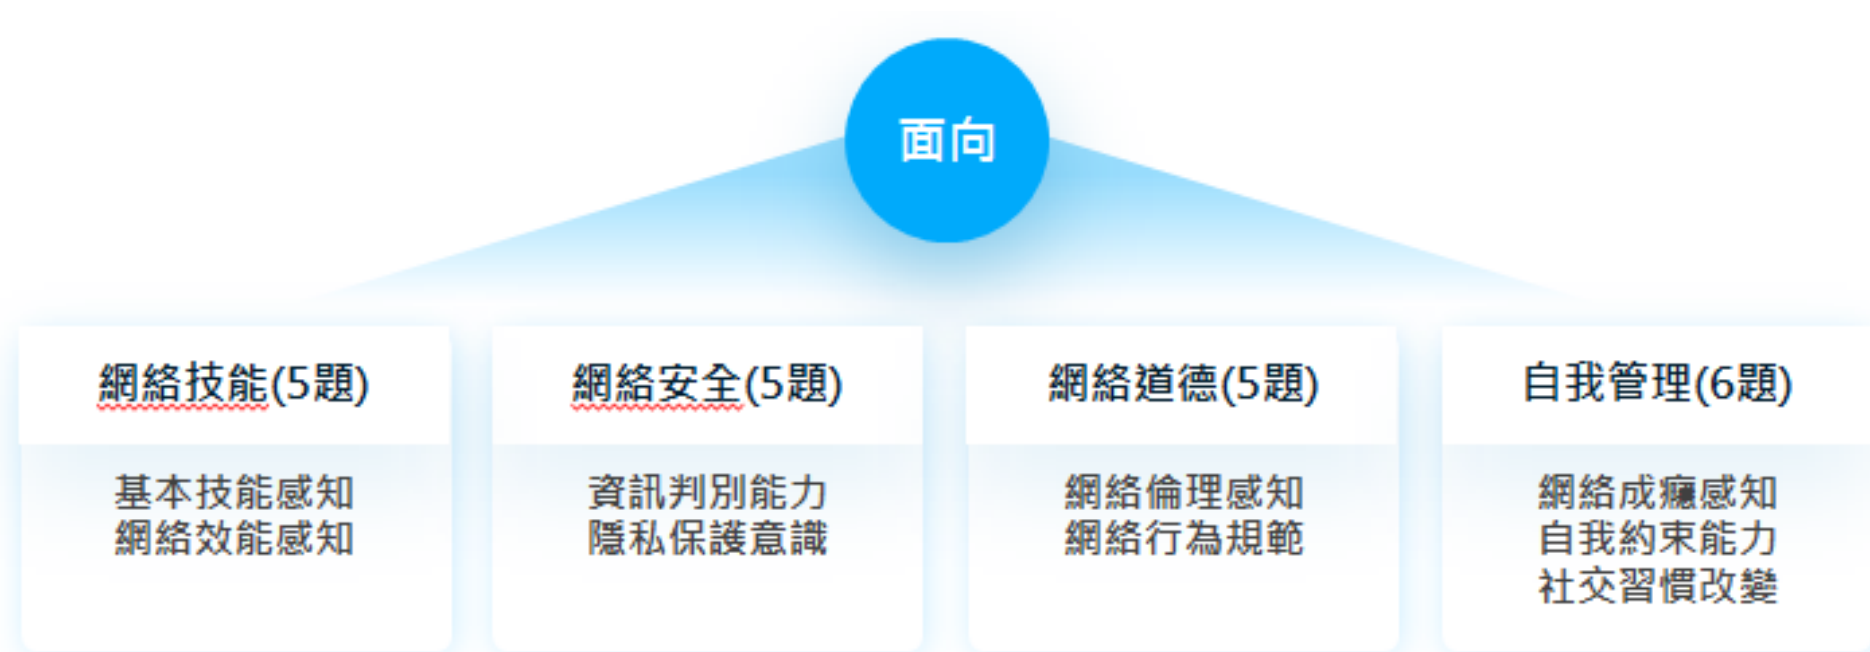 面向
網絡技能(5題)
基本技能感知
網絡效能感知
網絡安全(5題)
資訊判別能力
隱私保護意識
網絡道德(5題)
網絡倫理感知
網絡行為規範
自我管理(6題)
網絡成癮感知
自我約束能力
社交習慣改變